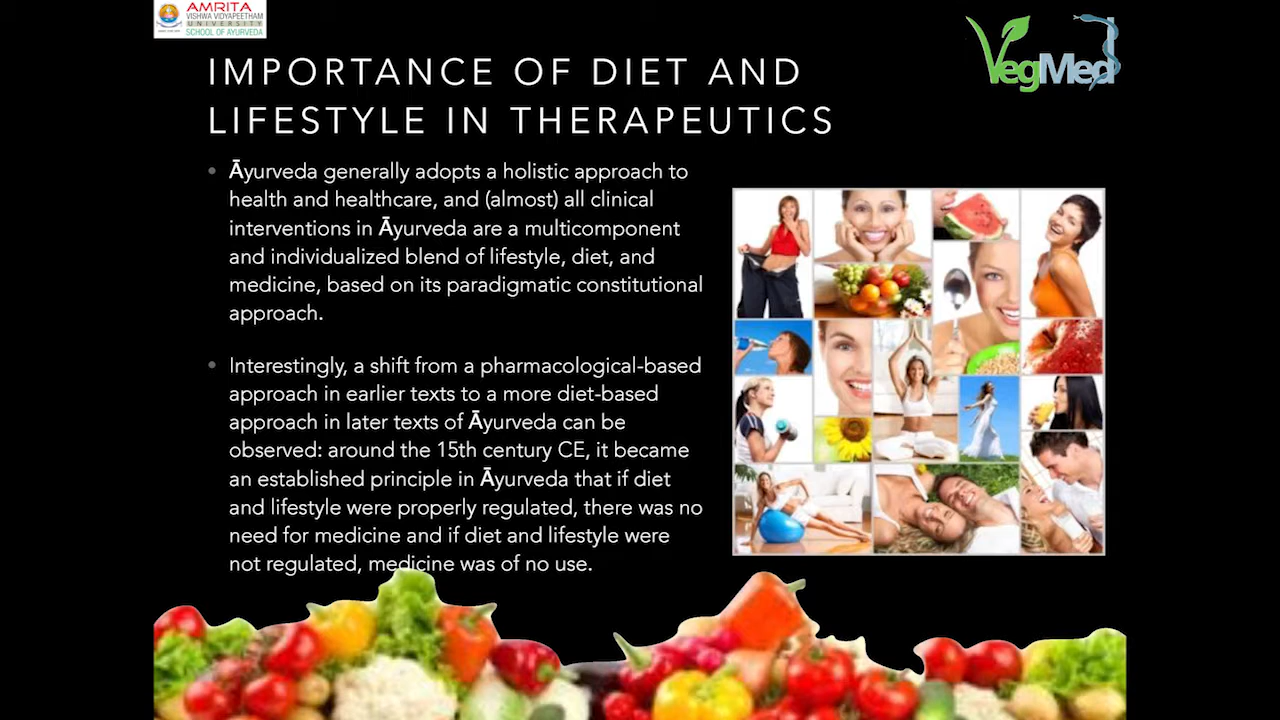 AMRITA
VISHWA VIDYAPEETHAM
UNIVERSITY
SCHOOL OF AYURVEDA
VegMed
IMPORTANCE OF DIET AND
LIFESTYLE IN THERAPEUTICS
• Āyurveda generally adopts a holistic approach to
health and healthcare, and (almost) all clinical
interventions in Āyurveda are a multicomponent
and individualized blend of lifestyle, diet, and
medicine, based on its paradigmatic constitutional
approach.
• Interestingly, a shift from a pharmacological-based
approach in earlier texts to a more diet-based
approach in later texts of Āyurveda can be
observed: around the 15th century CE, it became
an established principle in Āyurveda that if diet
and lifestyle were properly regulated, there was no
need for medicine and if diet and lifestyle were
not regulated, medicine was of no use.